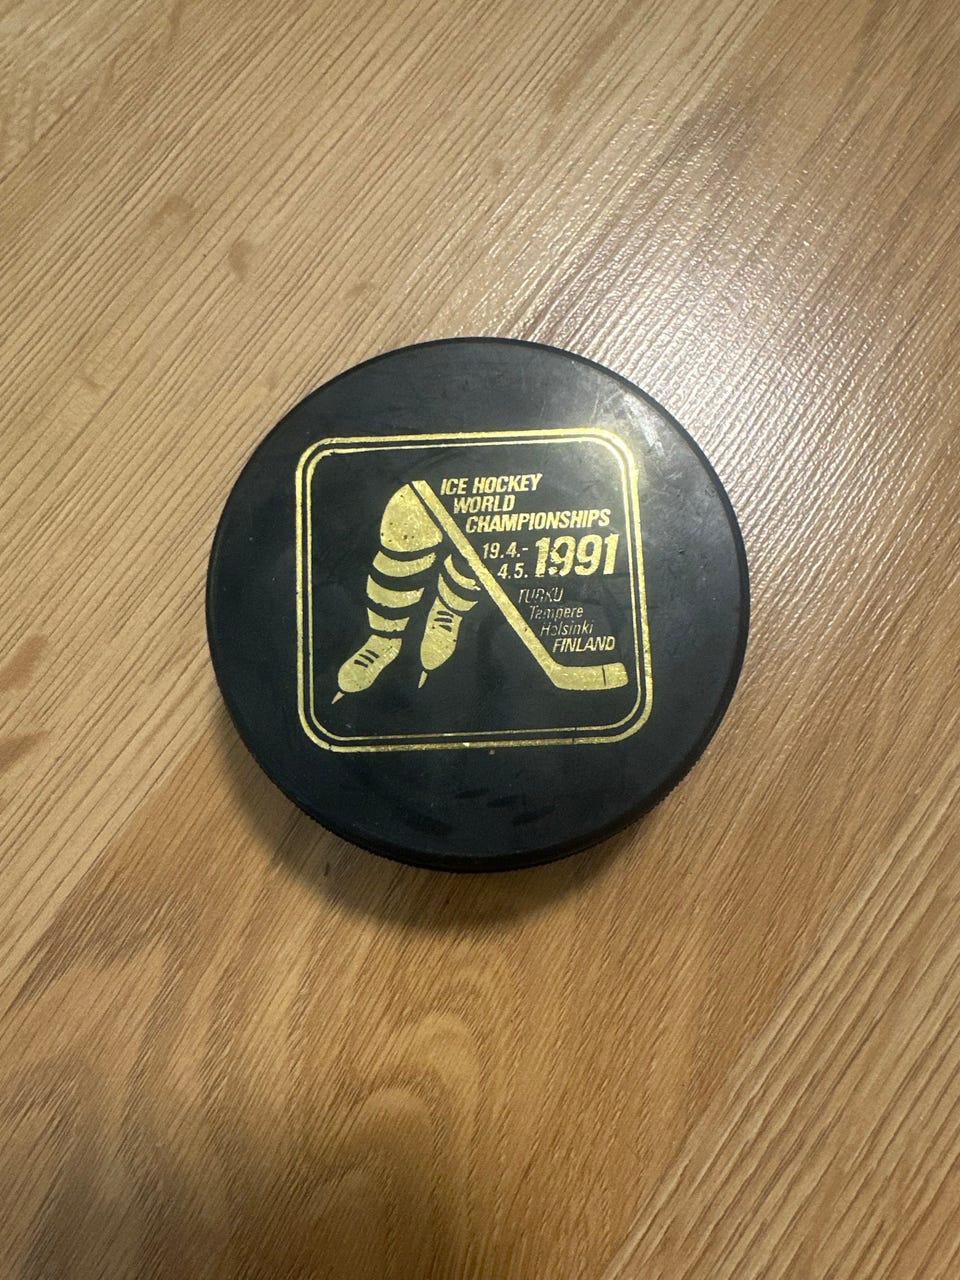 ICE HOCKEY
WORLD
CHAMPIONSHIPS
19.4.- 1991
4.5.
TURKU
Tampere
Helsinki
FINLAND